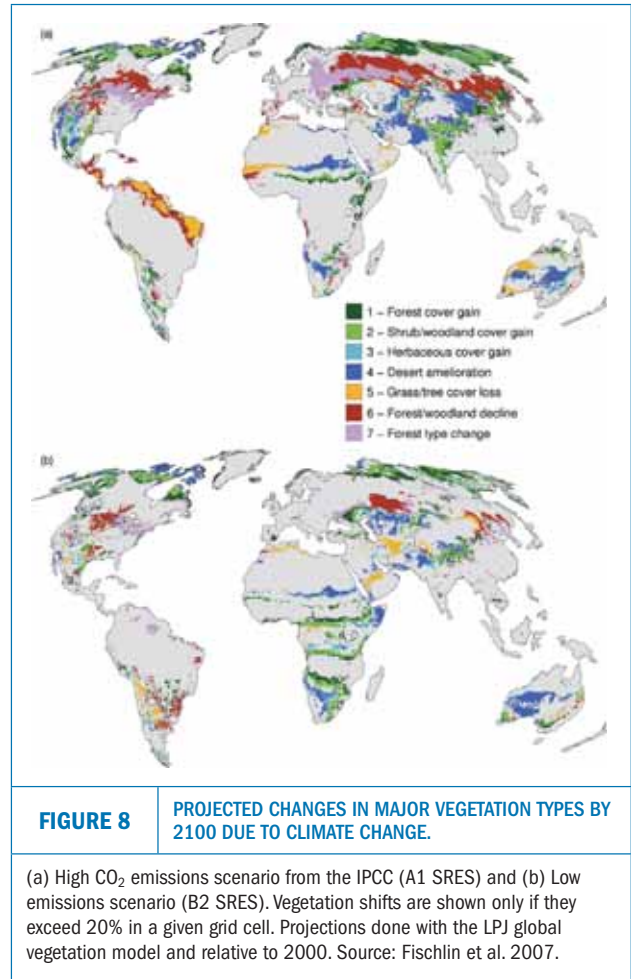 (a)
1 – Forest cover gain
2 – Shrub/woodland cover gain
3 – Herbaceous cover gain
4 – Desert amelioration
5 – Grass/tree cover loss
6 – Forest/woodland decline
7 – Forest type change
(b)
FIGURE 8
PROJECTED CHANGES IN MAJOR VEGETATION TYPES BY
2100 DUE TO CLIMATE CHANGE.
(a) High CO₂ emissions scenario from the IPCC (A1 SRES) and (b) Low
emissions scenario (B2 SRES). Vegetation shifts are shown only if they
exceed 20% in a given grid cell. Projections done with the LPJ global
vegetation model and relative to 2000. Source: Fischlin et al. 2007.